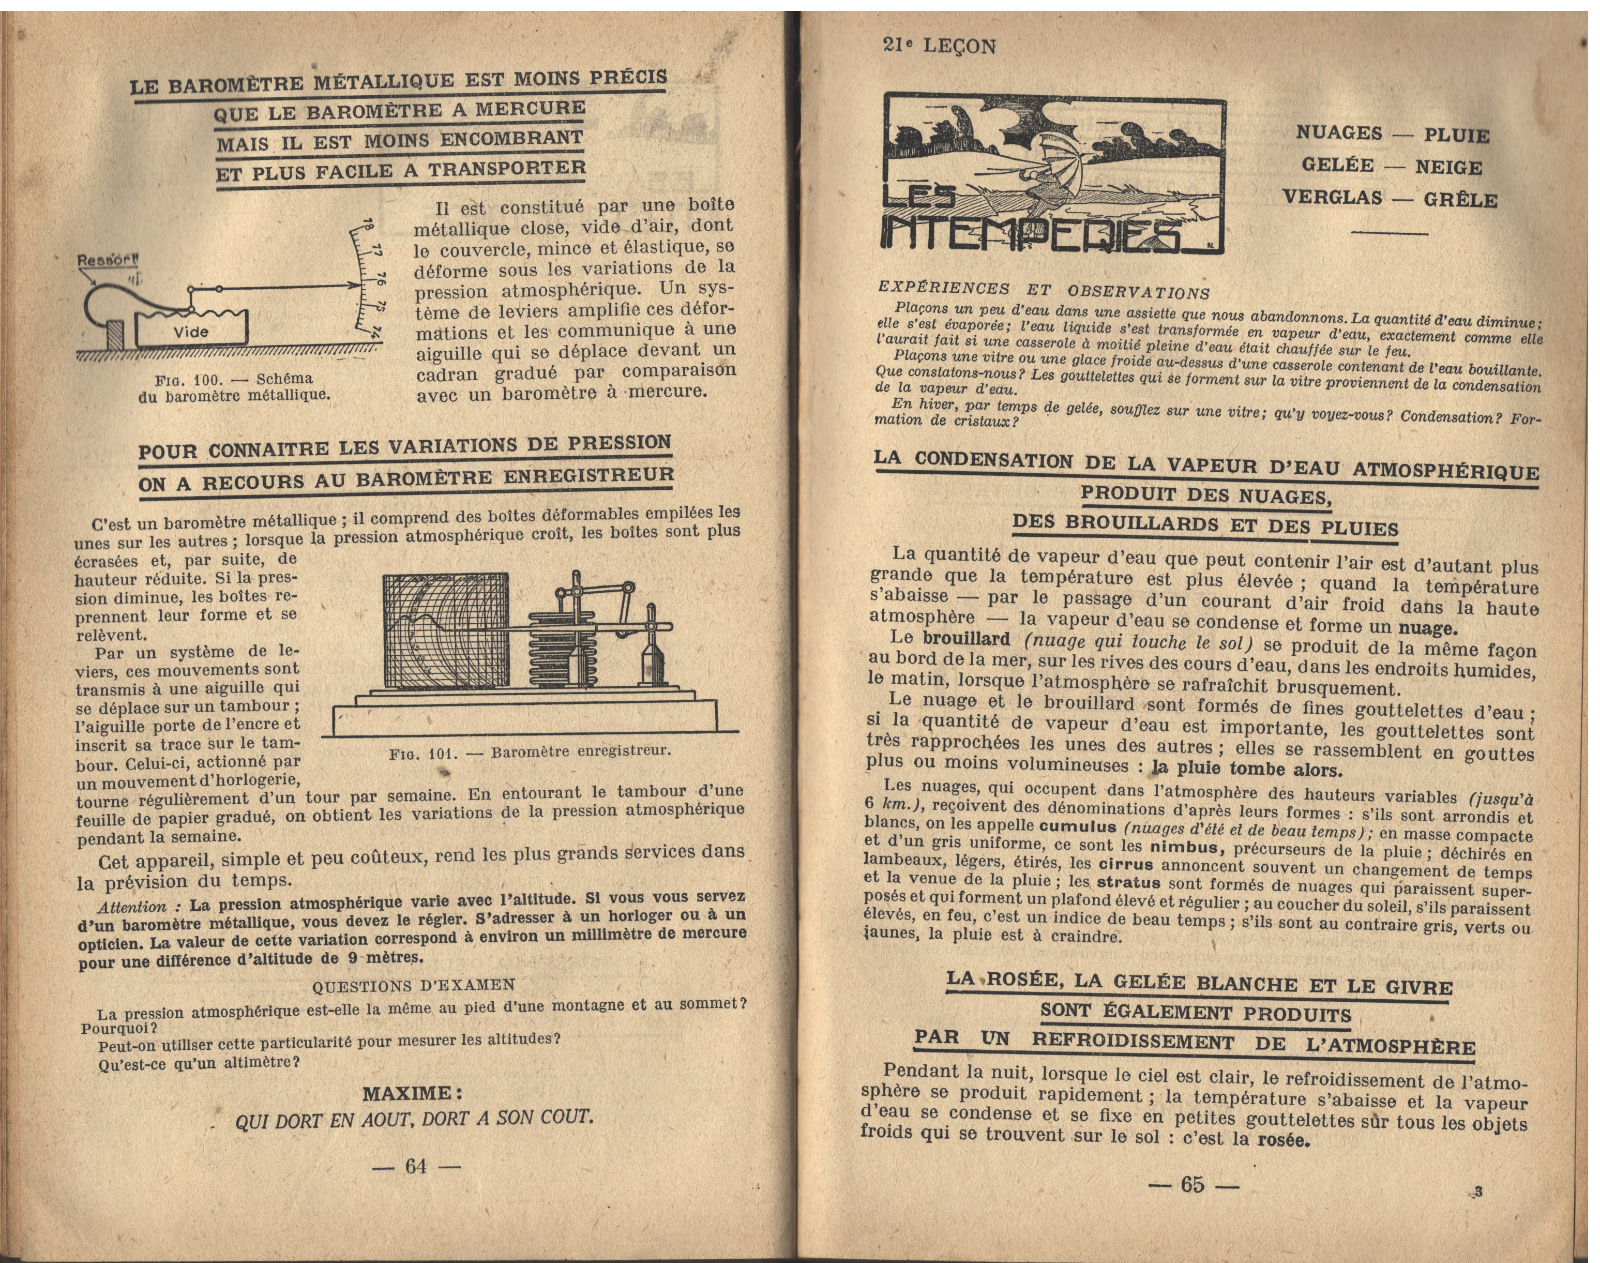 LE BAROMÈTRE MÉTALLIQUE EST MOINS PRÉCIS
QUE LE BAROMÈTRE A MERCURE
MAIS IL EST MOINS ENCOMBRANT
ET PLUS FACILE A TRANSPORTER
Ressort
Vide
78
77
76
75
74
FIG. 100. — Schéma
du baromètre métallique.
Il est constitué par une boîte
métallique close, vide d'air, dont
le couvercle, mince et élastique, se
déforme sous les variations de la
pression atmosphérique. Un sys-
tème de leviers amplifie ces défor-
mations et les communique à une
aiguille qui se déplace devant un
cadran gradué par comparaison
avec un baromètre à mercure.
POUR CONNAITRE LES VARIATIONS DE PRESSION
ON A RECOURS AU BAROMÈTRE ENREGISTREUR
C'est un baromètre métallique ; il comprend des boîtes déformables empilées les
unes sur les autres ; lorsque la pression atmosphérique croît, les boîtes sont plus
écrasées et, par suite, de
hauteur réduite. Si la pres-
sion diminue, les boîtes re-
prennent leur forme et se
relèvent.
Par un système de le-
viers, ces mouvements sont
transmis à une aiguille qui
se déplace sur un tambour ;
l'aiguille porte de l'encre et
inscrit sa trace sur le tam-
bour. Celui-ci, actionné par
un mouvement d'horlogerie,
tourne régulièrement d'un tour par semaine. En entourant le tambour d'une
feuille de papier gradué, on obtient les variations de la pression atmosphérique
pendant la semaine.
FIG. 101. — Baromètre enregistreur.
Cet appareil, simple et peu coûteux, rend les plus grands services dans
la prévision du temps.
Attention : La pression atmosphérique varie avec l'altitude. Si vous vous servez
d'un baromètre métallique, vous devez le régler. S'adresser à un horloger ou à un
opticien. La valeur de cette variation correspond à environ un millimètre de mercure
pour une différence d'altitude de 9 mètres.
QUESTIONS D'EXAMEN
La pression atmosphérique est-elle la même au pied d'une montagne et au sommet?
Pourquoi?
Peut-on utiliser cette particularité pour mesurer les altitudes?
Qu'est-ce qu'un altimètre?
MAXIME :
QUI DORT EN AOUT, DORT A SON COUT.
— 64 —
21e LEÇON
LES
INTEMPERIES
NUAGES — PLUIE
GELÉE — NEIGE
VERGLAS — GRÊLE
EXPÉRIENCES ET OBSERVATIONS
Plaçons un peu d'eau dans une assiette que nous abandonnons. La quantité d'eau diminue ;
elle s'est évaporée ; l'eau liquide s'est transformée en vapeur d'eau, exactement comme elle
l'aurait fait si une casserole à moitié pleine d'eau était chauffée sur le feu.
Plaçons une vitre ou une glace froide au-dessus d'une casserole contenant de l'eau bouillante.
Que constatons-nous? Les gouttelettes qui se forment sur la vitre proviennent de la condensation
de la vapeur d'eau.
En hiver, par temps de gelée, soufflez sur une vitre ; qu'y voyez-vous? Condensation? For-
mation de cristaux?
LA CONDENSATION DE LA VAPEUR D'EAU ATMOSPHÉRIQUE
PRODUIT DES NUAGES,
DES BROUILLARDS ET DES PLUIES
La quantité de vapeur d'eau que peut contenir l'air est d'autant plus
grande que la température est plus élevée ; quand la température
s'abaisse — par le passage d'un courant d'air froid dans la haute
atmosphère — la vapeur d'eau se condense et forme un nuage.
Le brouillard (nuage qui touche le sol) se produit de la même façon
au bord de la mer, sur les rives des cours d'eau, dans les endroits humides,
le matin, lorsque l'atmosphère se rafraîchit brusquement.
Le nuage et le brouillard sont formés de fines gouttelettes d'eau ;
si la quantité de vapeur d'eau est importante, les gouttelettes sont
très rapprochées les unes des autres ; elles se rassemblent en gouttes
plus ou moins volumineuses : la pluie tombe alors.
Les nuages, qui occupent dans l'atmosphère des hauteurs variables (jusqu'à
6 km.), reçoivent des dénominations d'après leurs formes : s'ils sont arrondis et
blancs, on les appelle cumulus (nuages d'été et de beau temps) ; en masse compacte
et d'un gris uniforme, ce sont les nimbus, précurseurs de la pluie ; déchirés en
lambeaux, légers, étirés, les cirrus annoncent souvent un changement de temps
et la venue de la pluie ; les stratus sont formés de nuages qui paraissent super-
posés et qui forment un plafond élevé et régulier ; au coucher du soleil, s'ils paraissent
élevés, en feu, c'est un indice de beau temps ; s'ils sont au contraire gris, verts ou
jaunes, la pluie est à craindre.
LA ROSÉE, LA GELÉE BLANCHE ET LE GIVRE
SONT ÉGALEMENT PRODUITS
PAR UN REFROIDISSEMENT DE L'ATMOSPHÈRE
Pendant la nuit, lorsque le ciel est clair, le refroidissement de l'atmo-
sphère se produit rapidement ; la température s'abaisse et la vapeur
d'eau se condense et se fixe en petites gouttelettes sur tous les objets
froids qui se trouvent sur le sol : c'est la rosée.
— 65 —
3